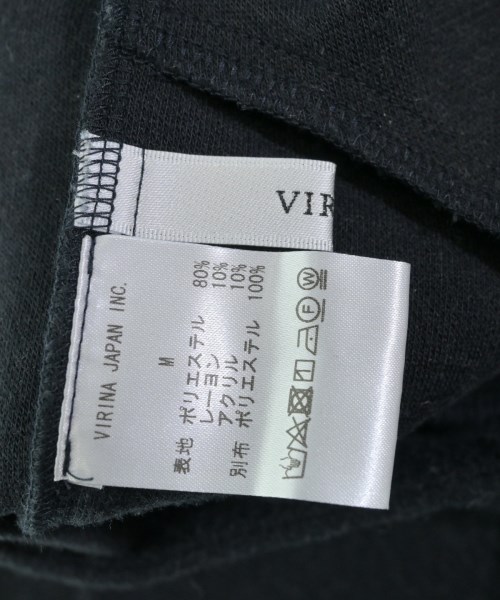 VIR
VIRINA JAPAN INC.
M
表地 ポリエステル 80%
レーヨン 10%
アクリル 10%
別布 ポリエステル 100%
F W